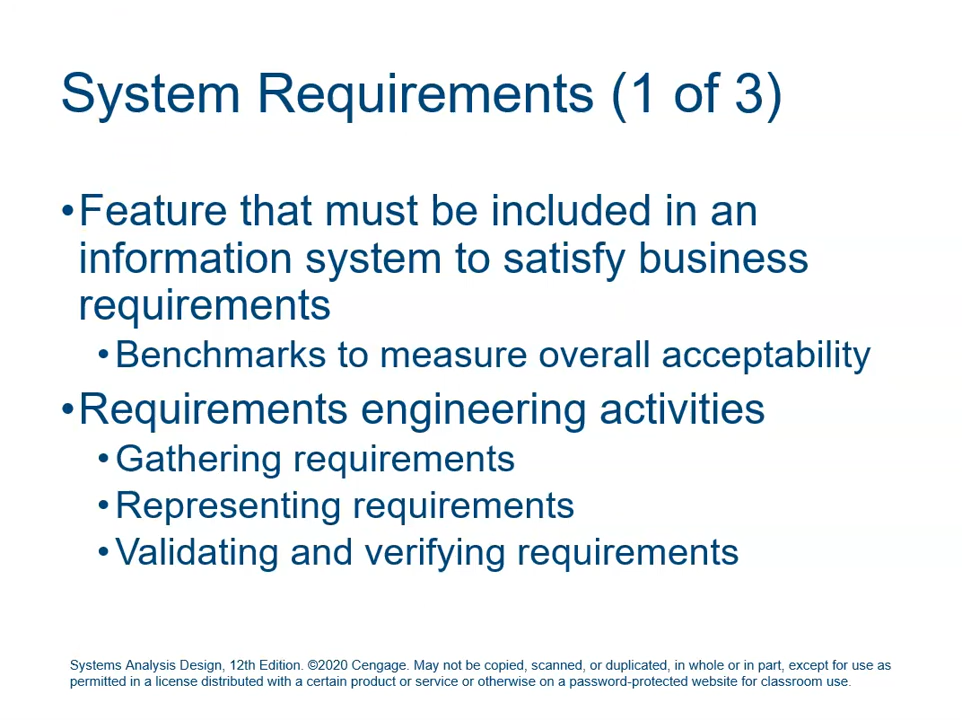 System Requirements (1 of 3)
•Feature that must be included in an
information system to satisfy business
requirements
•Benchmarks to measure overall acceptability
•Requirements engineering activities
•Gathering requirements
•Representing requirements
•Validating and verifying requirements
Systems Analysis Design, 12th Edition. ©2020 Cengage. May not be copied, scanned, or duplicated, in whole or in part, except for use as
permitted in a license distributed with a certain product or service or otherwise on a password-protected website for classroom use.